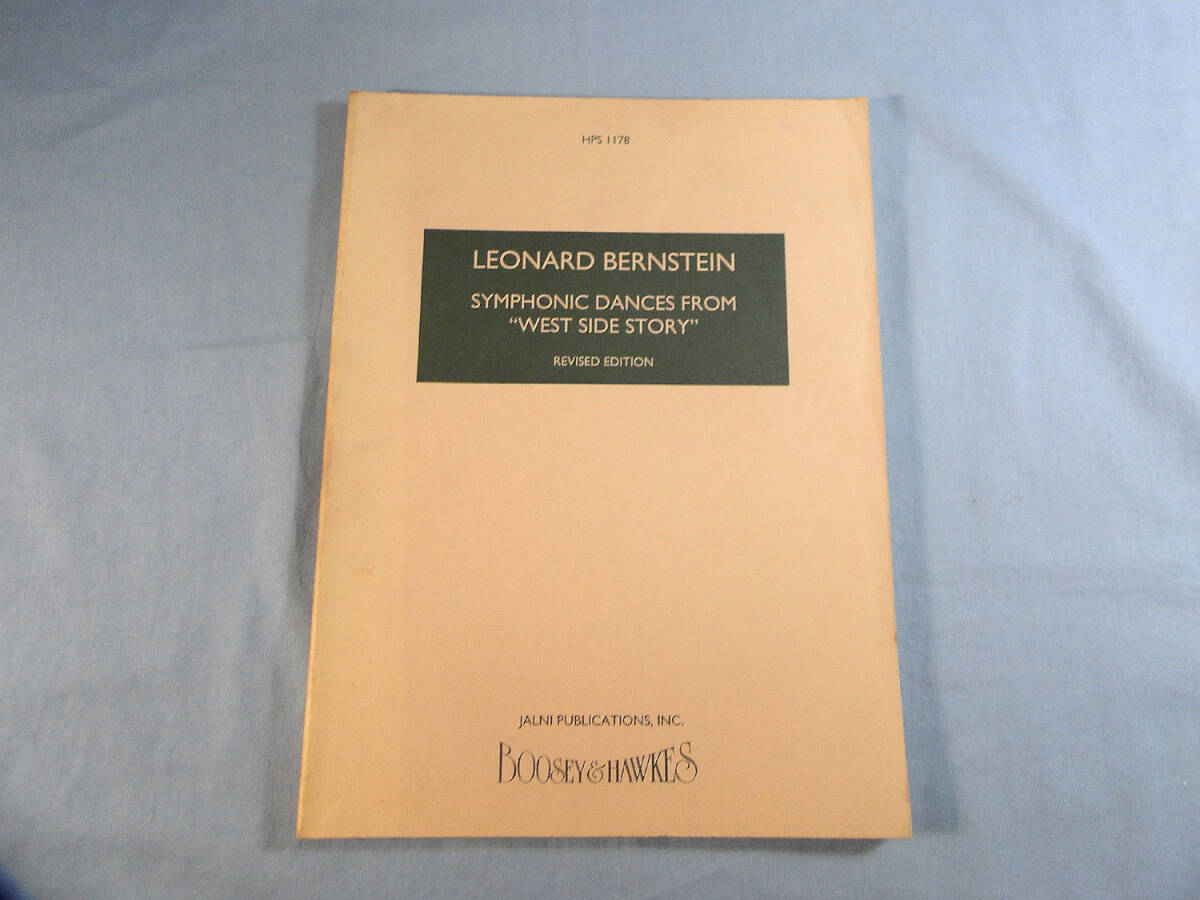 HPS 1178
LEONARD BERNSTEIN
SYMPHONIC DANCES FROM
“WEST SIDE STORY”
REVISED EDITION
JALNI PUBLICATIONS, INC.
BOOSEY & HAWKES